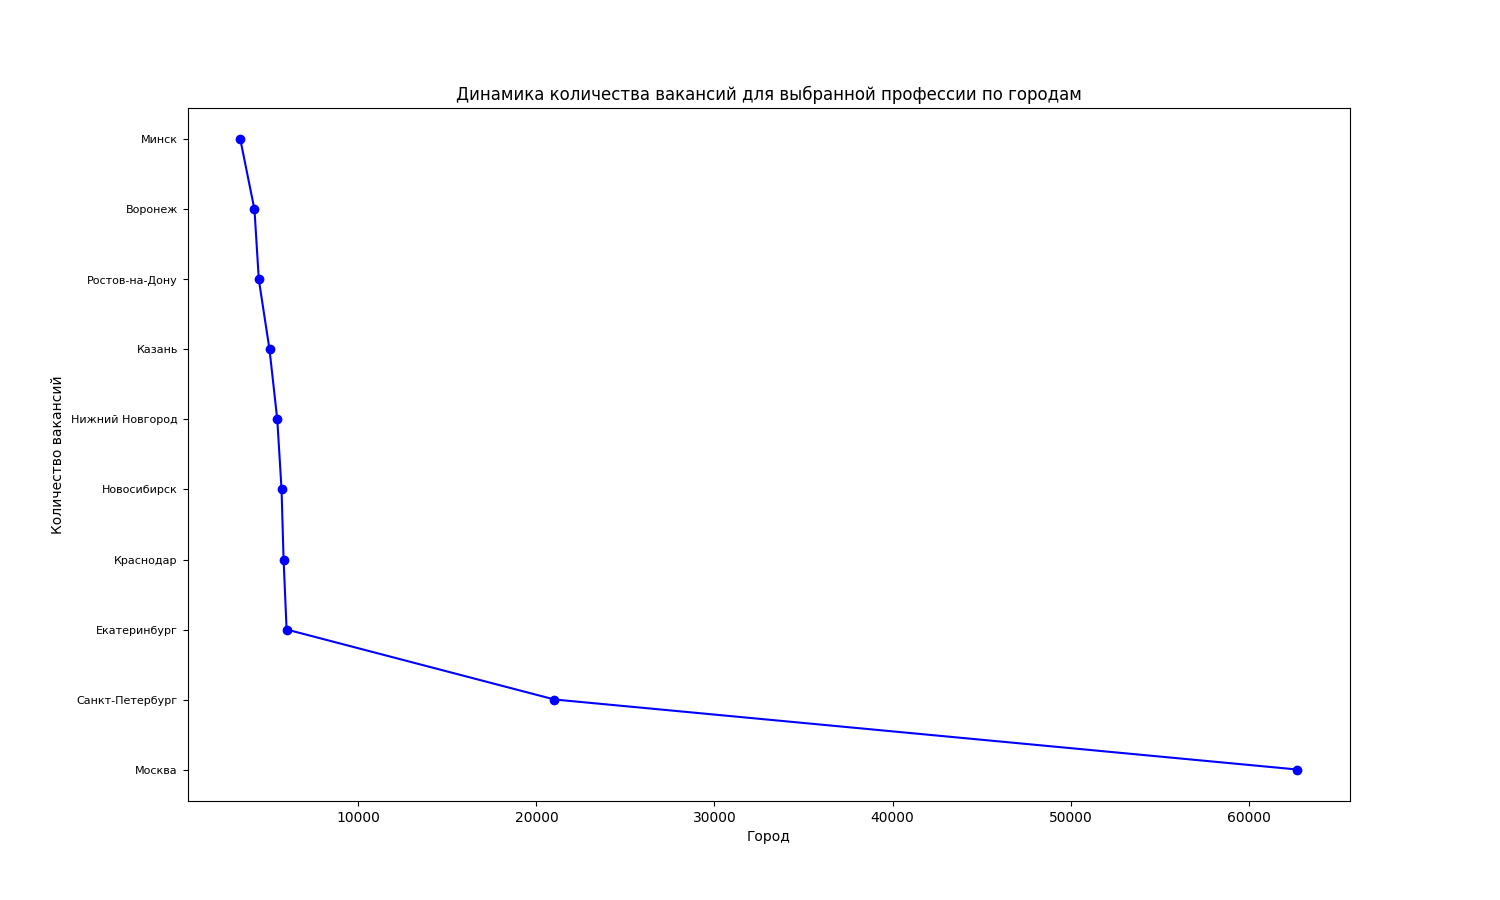 Динамика количества вакансий для выбранной профессии по городам
Минск
Воронеж
Ростов-на-Дону
Казань
Нижний Новгород
Новосибирск
Краснодар
Екатеринбург
Санкт-Петербург
Москва
Количество вакансий
10000 20000 30000 40000 50000 60000
Город